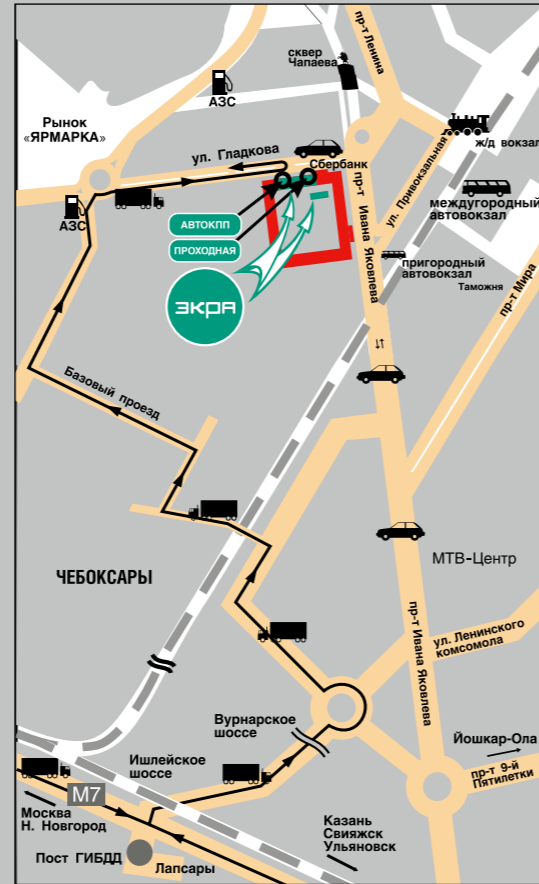 пр-т Ленина
сквер
Чапаева
АЗС
Рынок
«ЯРМАРКА»
ул. Гладкова
Сбербанк
ж/д вокзал
ул. Привокзальная
междугородный
автовокзал
АЗС
АВТОКПП
ПРОХОДНАЯ
пр-т Ивана Яковлева
пригородный
автовокзал
Таможня
ЭКРА
пр-т Мира
Базовый проезд
МТВ-Центр
ЧЕБОКСАРЫ
пр-т Ивана Яковлева
ул. Ленинского
комсомола
Вурнарское
шоссе
Йошкар-Ола
Ишлейское
шоссе
пр-т 9-й
Пятилетки
М7
Москва
Н. Новгород
Казань
Свияжск
Ульяновск
Пост ГИБДД
Лапсары